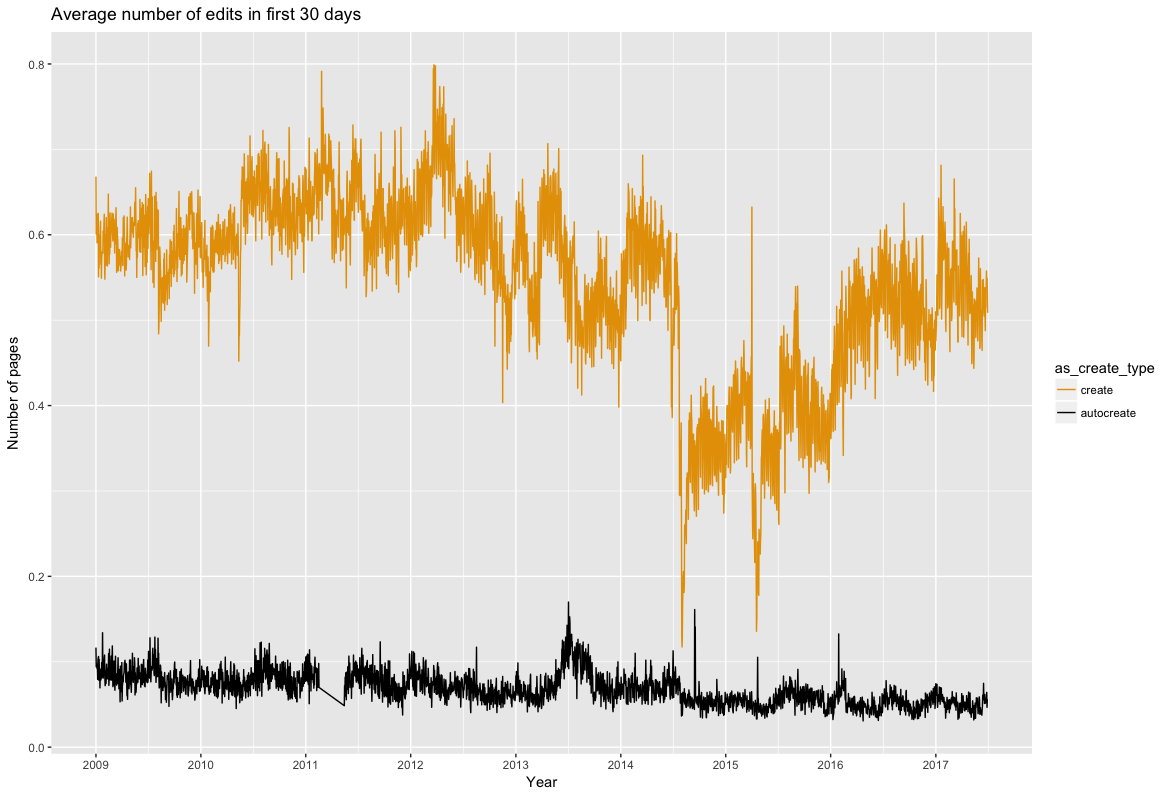 Average number of edits in first 30 days
Number of pages
0.8
0.6
0.4
0.2
0.0
2009 2010 2011 2012 2013 2014 2015 2016 2017
Year
as_create_type
create
autocreate